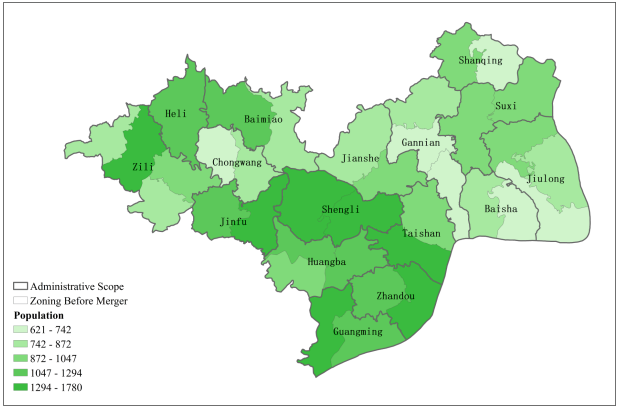 Shanqing
Suxi
Heli
Baimiao
Gannian
Jianshe
Chongwang
Zili
Jiulong
Shengli
Baisha
Jinfu
Taishan
Huangba
Zhandou
Guangming
Administrative Scope
Zoning Before Merger
Population
621 - 742
742 - 872
872 - 1047
1047 - 1294
1294 - 1780